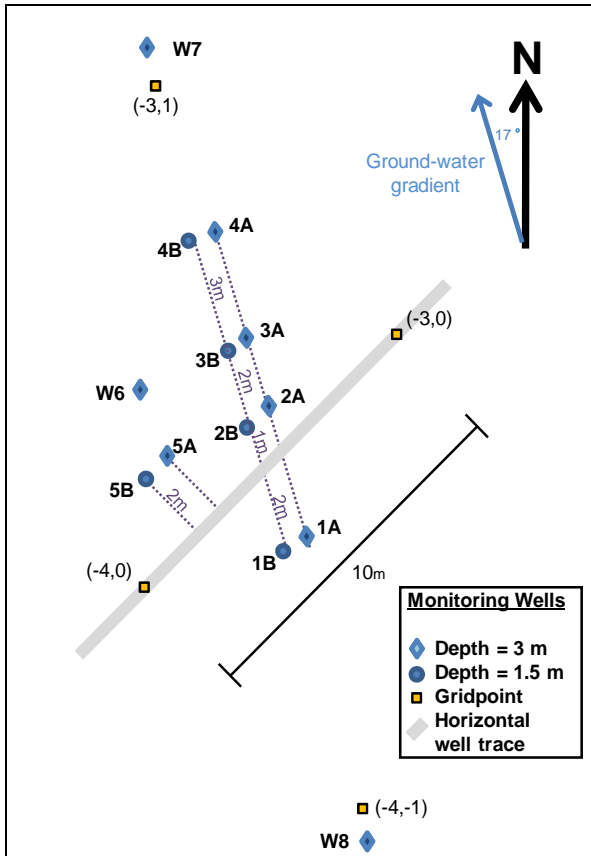 W7
(-3,1)
N
17 °
Ground-water
gradient
4A
4B
3m
(-3,0)
3A
3B
2m
W6
2A
2B
1m
5A
5B
2m
2m
1A
1B
(-4,0)
10m
Monitoring Wells
Depth = 3 m
Depth = 1.5 m
Gridpoint
Horizontal
well trace
(-4,-1)
W8